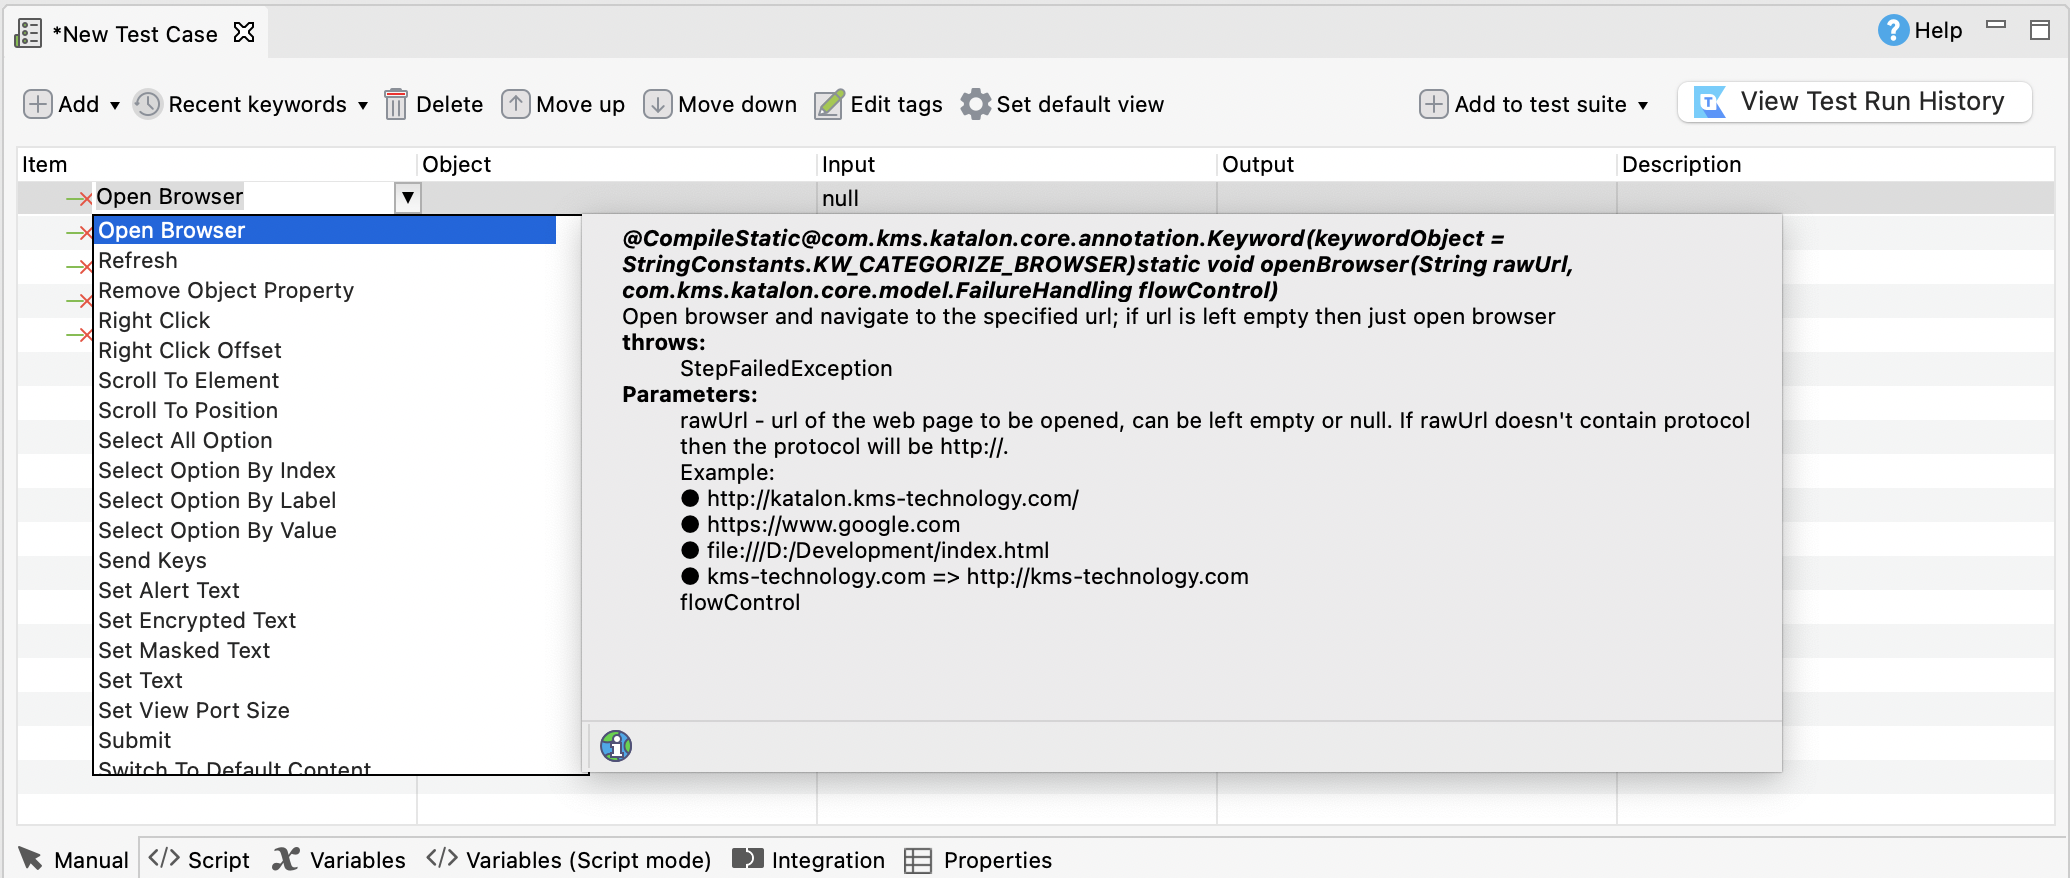 *New Test Case
Help
Add
Recent keywords
Delete
Move up
Move down
Edit tags
Set default view
Add to test suite
View Test Run History
Item Object Input Output Description
Open Browser null
Open Browser
Refresh
Remove Object Property
Right Click
Right Click Offset
Scroll To Element
Scroll To Position
Select All Option
Select Option By Index
Select Option By Label
Select Option By Value
Send Keys
Set Alert Text
Set Encrypted Text
Set Masked Text
Set Text
Set View Port Size
Submit
Switch To Default Content
@CompileStatic@com.kms.katalon.core.annotation.Keyword(keywordObject =
StringConstants.KW_CATEGORIZE_BROWSER)static void openBrowser(String rawUrl,
com.kms.katalon.core.model.FailureHandling flowControl)
Open browser and navigate to the specified url; if url is left empty then just open browser
throws:
StepFailedException
Parameters:
rawUrl - url of the web page to be opened, can be left empty or null. If rawUrl doesn't contain protocol
then the protocol will be http://.
Example:
● http://katalon.kms-technology.com/
● https://www.google.com
● file:///D:/Development/index.html
● kms-technology.com => http://kms-technology.com
flowControl
Manual
Script
Variables
Variables (Script mode)
Integration
Properties